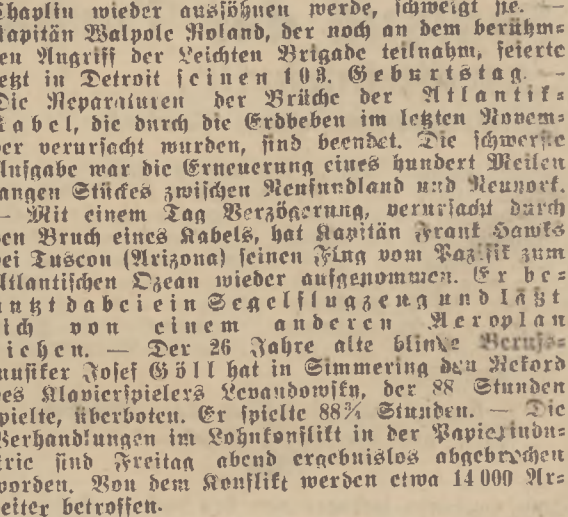 Chaplin wieder aussöhnen werde, schweigt sie. —
Kapitän Walpole Roland, der noch an dem berühm-
ten Angriff der Leichten Brigade teilnahm, feierte
jetzt in Detroit seinen 103. Geburtstag. —
Die Reparaturen der Brüche der Atlantik-
kabel, die durch die Erdbeben im letzten Novem-
ber verursacht wurden, sind beendet. Die schwerste
Aufgabe war die Erneuerung eines hundert Meilen
langen Stückes zwischen Neufundland und Neuyork.
— Mit einem Tag Verzögerung, verursacht durch
den Bruch eines Kabels, hat Kapitän Frank Hawks
bei Tuscon (Arizona) seinen Flug vom Pazifik zum
Atlantischen Ozean wieder aufgenommen. Er be-
nutzt dabei ein Segelflugzeug und läßt
sich von einem anderen Aeroplan
ziehen. — Der 26 Jahre alte blinde Berufs-
musiker Josef Göll hat in Simmering den Rekord
des Klavierspielers Levandowsky, der 88 Stunden
spielte, überboten. Er spielte 88¾ Stunden. — Die
Verhandlungen im Lohnkonflikt in der Papierindu-
strie sind Freitag abend ergebnislos abgebrochen
worden. Von dem Konflikt werden etwa 14 000 Ar-
beiter betroffen.